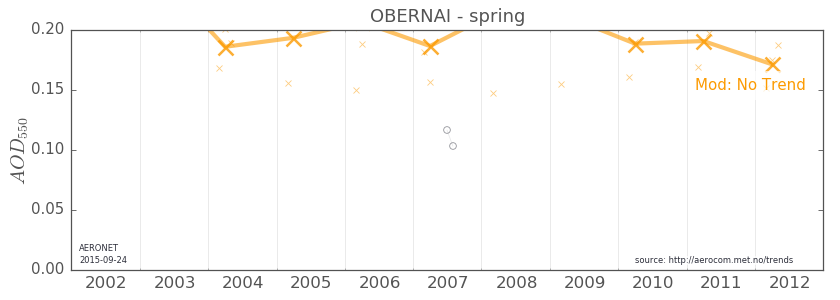 OBERNAI - spring
0.20
0.15
0.10
0.05
0.00
AOD550
Mod: No Trend
AERONET
2015-09-24
source: http://aerocom.met.no/trends
2002 2003 2004 2005 2006 2007 2008 2009 2010 2011 2012